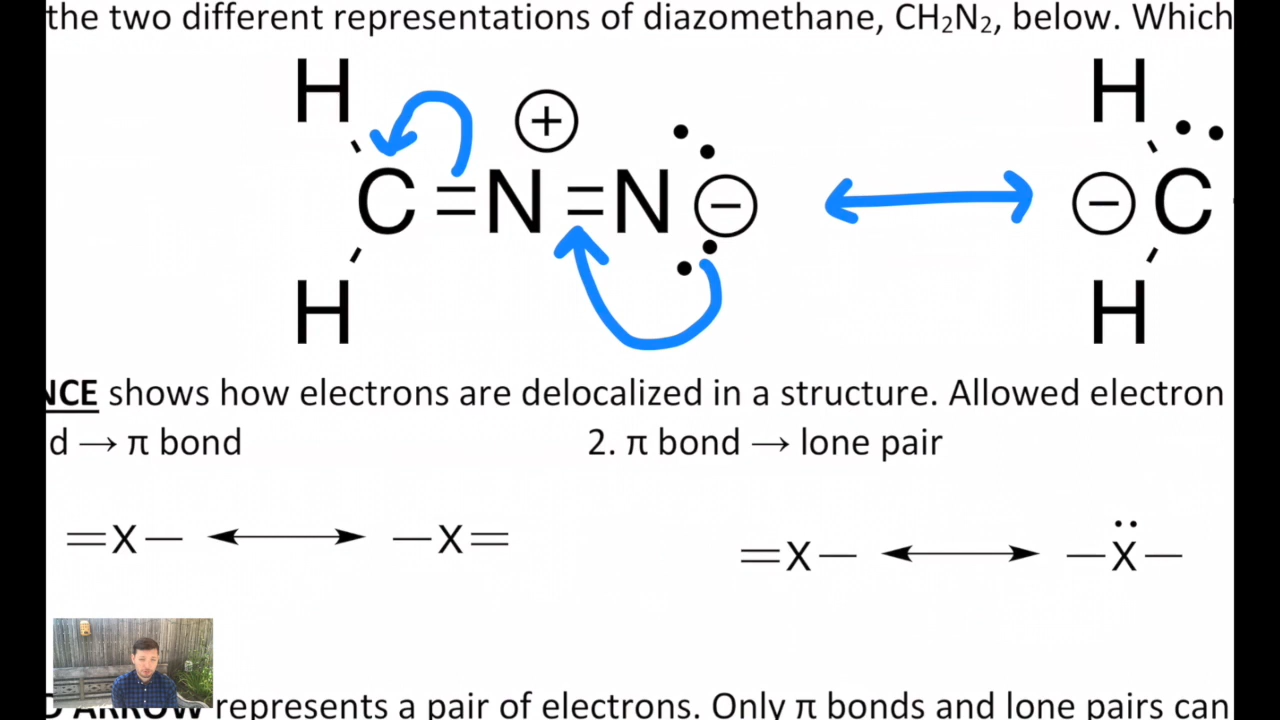 the two different representations of diazomethane, CH₂N₂, below. Which
H H
⊕
C=N=N ⊖ ⊖ C
H H
NCE shows how electrons are delocalized in a structure. Allowed electron
d → π bond 2. π bond → lone pair
=X— ↔ —X= =X— ↔ —Ẍ—
D ARROW represents a pair of electrons. Only π bonds and lone pairs can